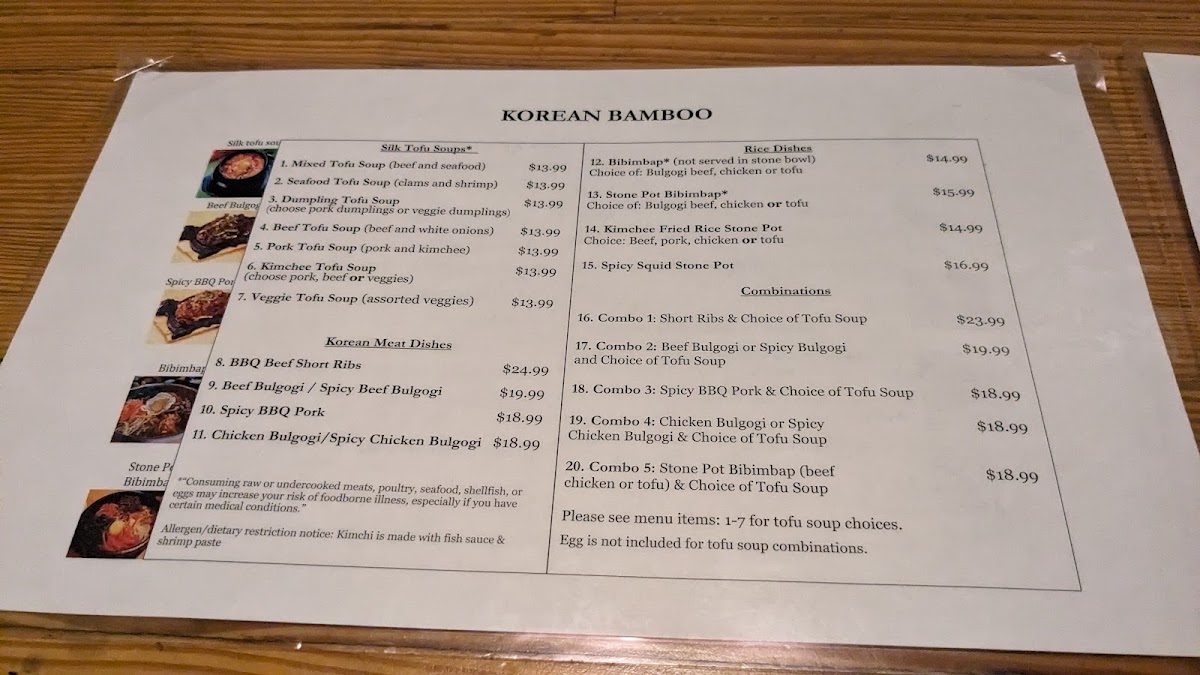 KOREAN BAMBOO
Silk tofu sou
Beef Bulgog
Spicy BBQ Por
Bibimbap
Stone P
Bibimba
Silk Tofu Soups*
1. Mixed Tofu Soup (beef and seafood) $13.99
2. Seafood Tofu Soup (clams and shrimp) $13.99
3. Dumpling Tofu Soup $13.99
(choose pork dumplings or veggie dumplings)
4. Beef Tofu Soup (beef and white onions) $13.99
5. Pork Tofu Soup (pork and kimchee) $13.99
6. Kimchee Tofu Soup $13.99
(choose pork, beef or veggies)
7. Veggie Tofu Soup (assorted veggies) $13.99
Korean Meat Dishes
8. BBQ Beef Short Ribs $24.99
9. Beef Bulgogi / Spicy Beef Bulgogi $19.99
10. Spicy BBQ Pork $18.99
11. Chicken Bulgogi/Spicy Chicken Bulgogi $18.99
*"Consuming raw or undercooked meats, poultry, seafood, shellfish, or
eggs may increase your risk of foodborne illness, especially if you have
certain medical conditions."
Allergen/dietary restriction notice: Kimchi is made with fish sauce &
shrimp paste
Rice Dishes
12. Bibimbap* (not served in stone bowl) $14.99
Choice of: Bulgogi beef, chicken or tofu
13. Stone Pot Bibimbap* $15.99
Choice of: Bulgogi beef, chicken or tofu
14. Kimchee Fried Rice Stone Pot $14.99
Choice: Beef, pork, chicken or tofu
15. Spicy Squid Stone Pot $16.99
Combinations
16. Combo 1: Short Ribs & Choice of Tofu Soup $23.99
17. Combo 2: Beef Bulgogi or Spicy Bulgogi $19.99
and Choice of Tofu Soup
18. Combo 3: Spicy BBQ Pork & Choice of Tofu Soup $18.99
19. Combo 4: Chicken Bulgogi or Spicy $18.99
Chicken Bulgogi & Choice of Tofu Soup
20. Combo 5: Stone Pot Bibimbap (beef $18.99
chicken or tofu) & Choice of Tofu Soup
Please see menu items: 1-7 for tofu soup choices.
Egg is not included for tofu soup combinations.